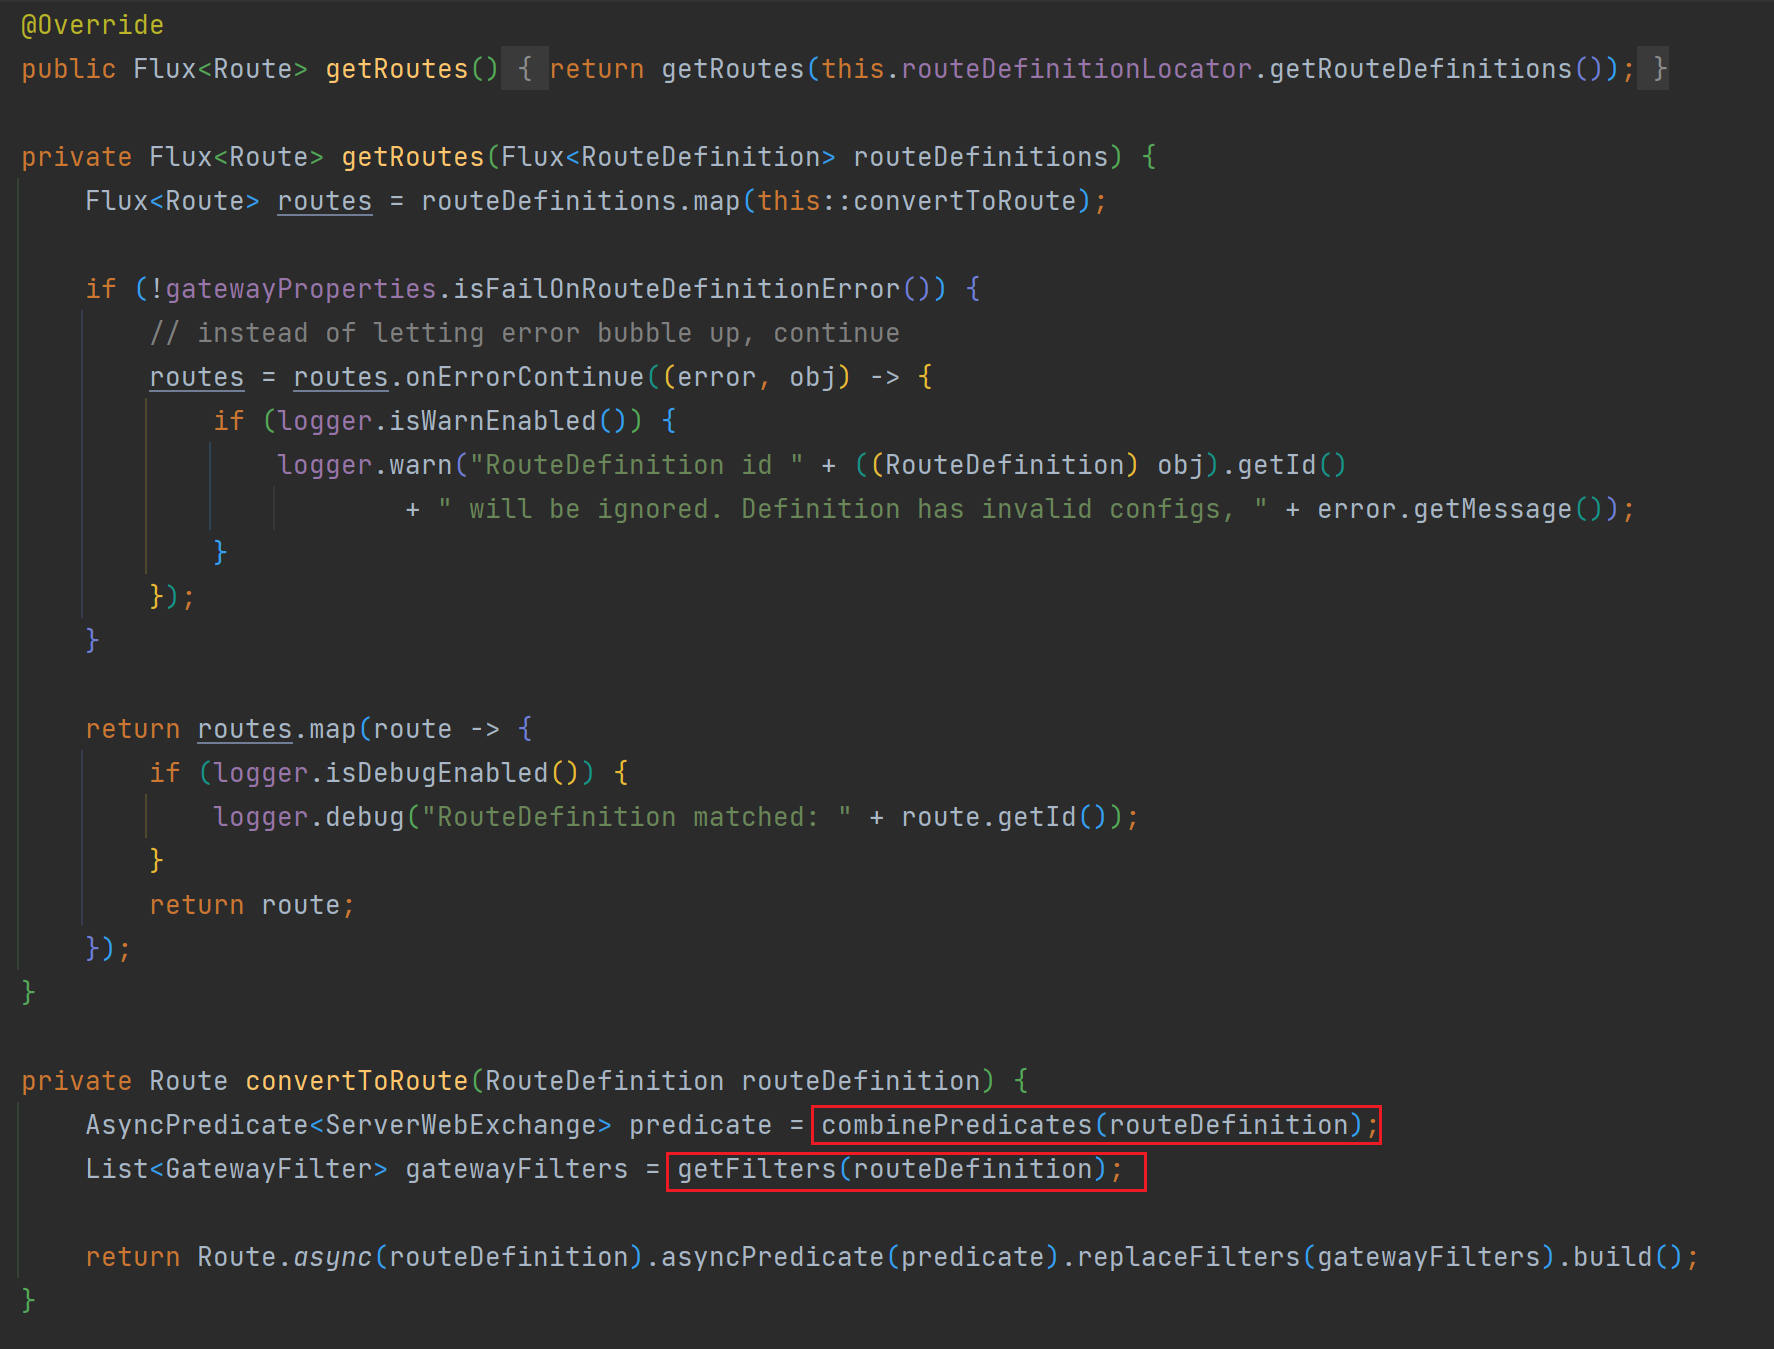 @Override
public Flux<Route> getRoutes() { return getRoutes(this.routeDefinitionLocator.getRouteDefinitions()); }
private Flux<Route> getRoutes(Flux<RouteDefinition> routeDefinitions) {
Flux<Route> routes = routeDefinitions.map(this::convertToRoute);
if (!gatewayProperties.isFailOnRouteDefinitionError()) {
// instead of letting error bubble up, continue
routes = routes.onErrorContinue((error, obj) -> {
if (logger.isWarnEnabled()) {
logger.warn("RouteDefinition id " + ((RouteDefinition) obj).getId()
+ " will be ignored. Definition has invalid configs, " + error.getMessage());
}
});
}
return routes.map(route -> {
if (logger.isDebugEnabled()) {
logger.debug("RouteDefinition matched: " + route.getId());
}
return route;
});
}
private Route convertToRoute(RouteDefinition routeDefinition) {
AsyncPredicate<ServerWebExchange> predicate = combinePredicates(routeDefinition);
List<GatewayFilter> gatewayFilters = getFilters(routeDefinition);
return Route.async(routeDefinition).asyncPredicate(predicate).replaceFilters(gatewayFilters).build();
}